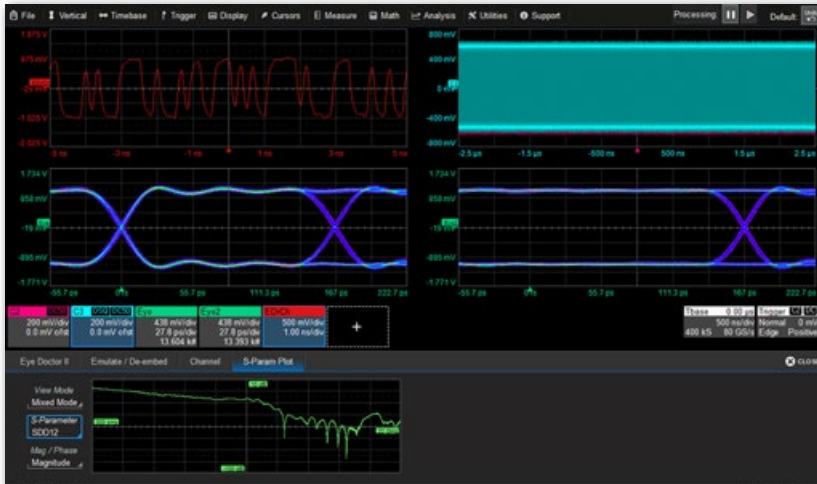 File Vertical Timebase Trigger Display Cursors Measure Math Analysis Utilities Support Processing: Default:
975 mV
-1.025 V
-2.025 V
-3 ns -1 ns 1 ns 3 ns 5 ns
800 mV
400 mV
0 mV
-400 mV
-800 mV
-2.5 µs -1.5 µs -500 ns 500 ns 1.5 µs 2.5 µs
1.734 V
858 mV
-19 mV
-895 mV
-1.771 V
-55.7 ps 0 s 55.7 ps 111.3 ps 167 ps 222.7 ps
1.734 V
858 mV
-19 mV
-895 mV
-1.771 V
-55.7 ps 0 s 55.7 ps 111.3 ps 167 ps 222.7 ps
C3 Eye Eye2
200 mV/div 200 mV/div 438 mV/div 438 mV/div 500 mV/div
0.0 mV ofst 0.0 mV ofst 27.8 ps/div 27.8 ps/div 1.00 ns/div
13.604 k# 13.393 k#
+
Tbase 0.00 µs Trigger
500 ns/div Normal 0 mV
400 kS 80 GS/s Edge Positive
Eye Doctor II Emulate / De-embed Channel S-Param Plot CLOSE
View Mode
Mixed Mode
S-Parameter
SDD12
Mag / Phase
Magnitude